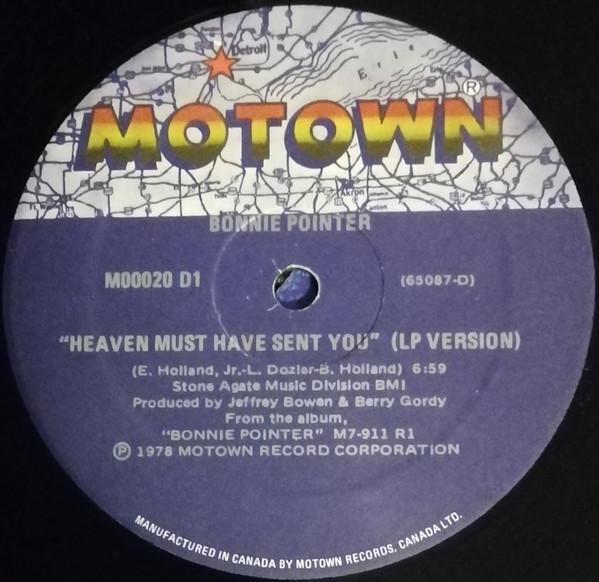 Detroit
Erie
®
MOTOWN
Akron
BONNIE POINTER
M00020 D1
(65087-D)
"HEAVEN MUST HAVE SENT YOU" (LP VERSION)
(E. Holland, Jr.-L. Dozier-B. Holland) 6:59
Stone Agate Music Division BMI
Produced by Jeffrey Bowen & Berry Gordy
From the album,
"BONNIE POINTER" M7-911 R1
℗ 1978 MOTOWN RECORD CORPORATION
MANUFACTURED IN CANADA BY MOTOWN RECORDS, CANADA LTD.